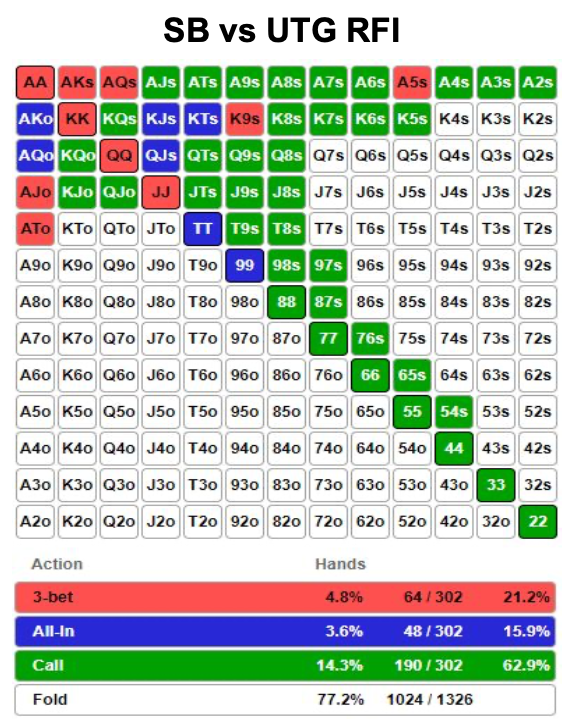 SB vs UTG RFI
AA AKs AQs AJs ATs A9s A8s A7s A6s A5s A4s A3s A2s
AKo KK KQs KJs KTs K9s K8s K7s K6s K5s K4s K3s K2s
AQo KQo QQ QJs QTs Q9s Q8s Q7s Q6s Q5s Q4s Q3s Q2s
AJo KJo QJo JJ JTs J9s J8s J7s J6s J5s J4s J3s J2s
ATo KTo QTo JTo TT T9s T8s T7s T6s T5s T4s T3s T2s
A9o K9o Q9o J9o T9o 99 98s 97s 96s 95s 94s 93s 92s
A8o K8o Q8o J8o T8o 98o 88 87s 86s 85s 84s 83s 82s
A7o K7o Q7o J7o T7o 97o 87o 77 76s 75s 74s 73s 72s
A6o K6o Q6o J6o T6o 96o 86o 76o 66 65s 64s 63s 62s
A5o K5o Q5o J5o T5o 95o 85o 75o 65o 55 54s 53s 52s
A4o K4o Q4o J4o T4o 94o 84o 74o 64o 54o 44 43s 42s
A3o K3o Q3o J3o T3o 93o 83o 73o 63o 53o 43o 33 32s
A2o K2o Q2o J2o T2o 92o 82o 72o 62o 52o 42o 32o 22
Action Hands
3-bet 4.8% 64 / 302 21.2%
All-In 3.6% 48 / 302 15.9%
Call 14.3% 190 / 302 62.9%
Fold 77.2% 1024 / 1326